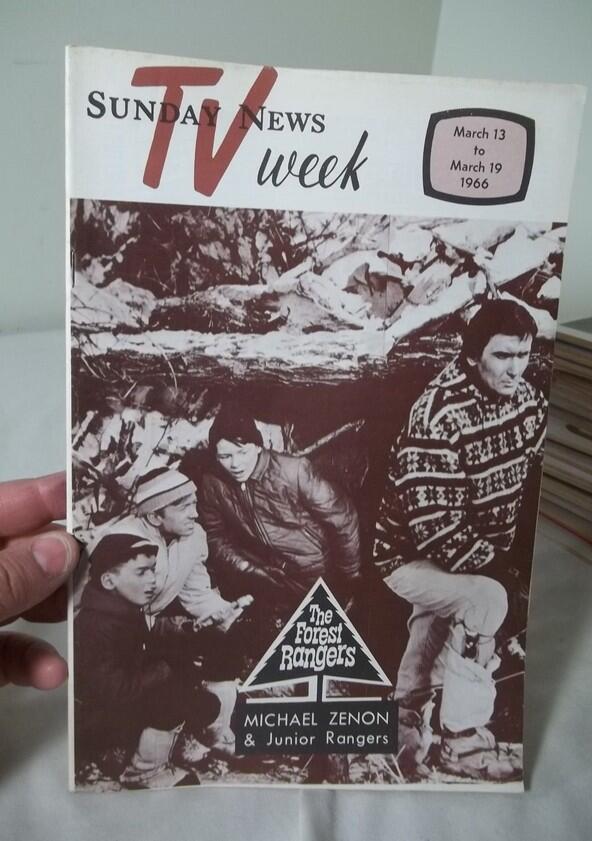 SUNDAY NEWS
TV
week
March 13
to
March 19
1966
The
Forest
Rangers
MICHAEL ZENON
& Junior Rangers